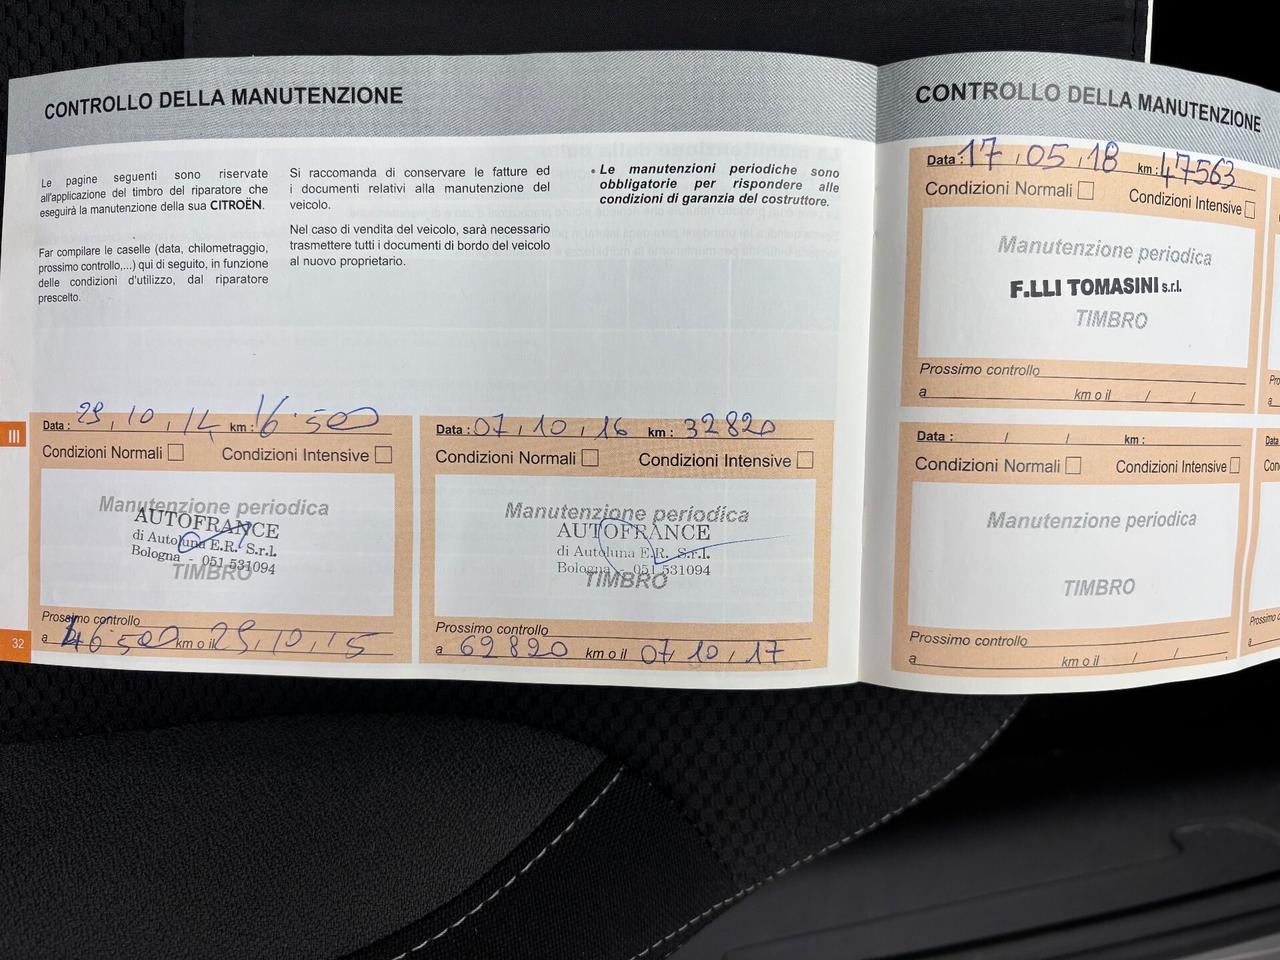 CONTROLLO DELLA MANUTENZIONE
Le pagine seguenti sono riservate
all'applicazione del timbro del riparatore che
eseguirà la manutenzione della sua CITROËN.
Far compilare le caselle (data, chilometraggio,
prossimo controllo,...) qui di seguito, in funzione
delle condizioni d'utilizzo, dal riparatore
prescelto.
Si raccomanda di conservare le fatture ed
i documenti relativi alla manutenzione del
veicolo.
Nel caso di vendita del veicolo, sarà necessario
trasmettere tutti i documenti di bordo del veicolo
al nuovo proprietario.
• Le manutenzioni periodiche sono
obbligatorie per rispondere alle
condizioni di garanzia del costruttore.
III
Data : 29, 10, 14 km : 16.500
Condizioni Normali Condizioni Intensive
Manutenzione periodica
AUTOFRANCE
di Autoluna E.R. S.r.l.
Bologna - 051 531094
TIMBRO
Prossimo controllo
a 46.500 km o il 29, 10, 15
32
Data : 07, 10, 16 km : 32820
Condizioni Normali Condizioni Intensive
Manutenzione periodica
AUTOFRANCE
di Autoluna E.R. S.r.l.
Bologna - 051 531094
TIMBRO
Prossimo controllo
a 62820 km o il 07, 10, 17
CONTROLLO DELLA MANUTENZIONE
Data : 17, 05, 18 km : 47563
Condizioni Normali Condizioni Intensive
Manutenzione periodica
F.LLI TOMASINI s.r.l.
TIMBRO
Prossimo controllo
a km o il / /
Data : / / km :
Condizioni Normali Condizioni Intensive
Manutenzione periodica
TIMBRO
Prossimo controllo
a km o il / /